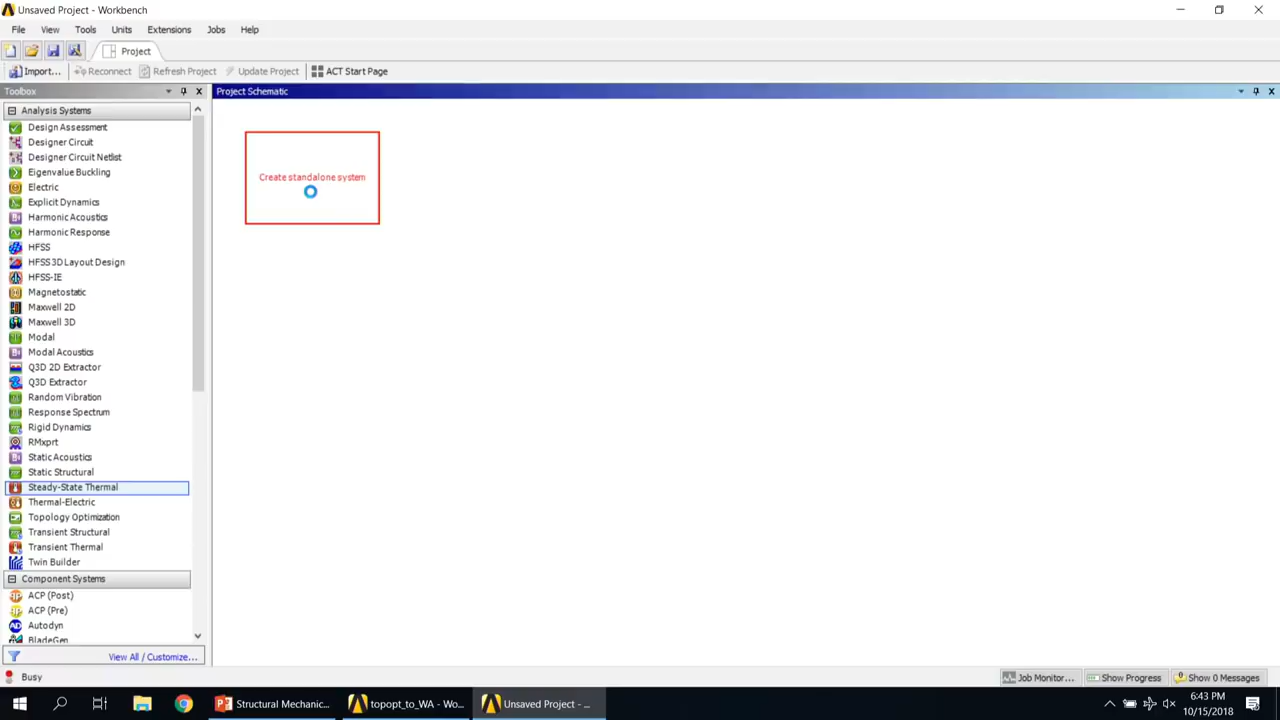 Unsaved Project - Workbench
File View Tools Units Extensions Jobs Help
Project
Import... Reconnect Refresh Project Update Project ACT Start Page
Toolbox
Project Schematic
Analysis Systems
Design Assessment
Designer Circuit
Designer Circuit Netlist
Eigenvalue Buckling
Electric
Explicit Dynamics
Harmonic Acoustics
Harmonic Response
HFSS
HFSS 3D Layout Design
HFSS-IE
Magnetostatic
Maxwell 2D
Maxwell 3D
Modal
Modal Acoustics
Q3D 2D Extractor
Q3D Extractor
Random Vibration
Response Spectrum
Rigid Dynamics
RMxprt
Static Acoustics
Static Structural
Steady-State Thermal
Thermal-Electric
Topology Optimization
Transient Structural
Transient Thermal
Twin Builder
Component Systems
ACP (Post)
ACP (Pre)
Autodyn
BladeGen
View All / Customize...
Create standalone system
Busy
Job Monitor... Show Progress Show 0 Messages
Structural Mechanic... topopt_to_WA - Wo... Unsaved Project - ...
6:43 PM
10/15/2018